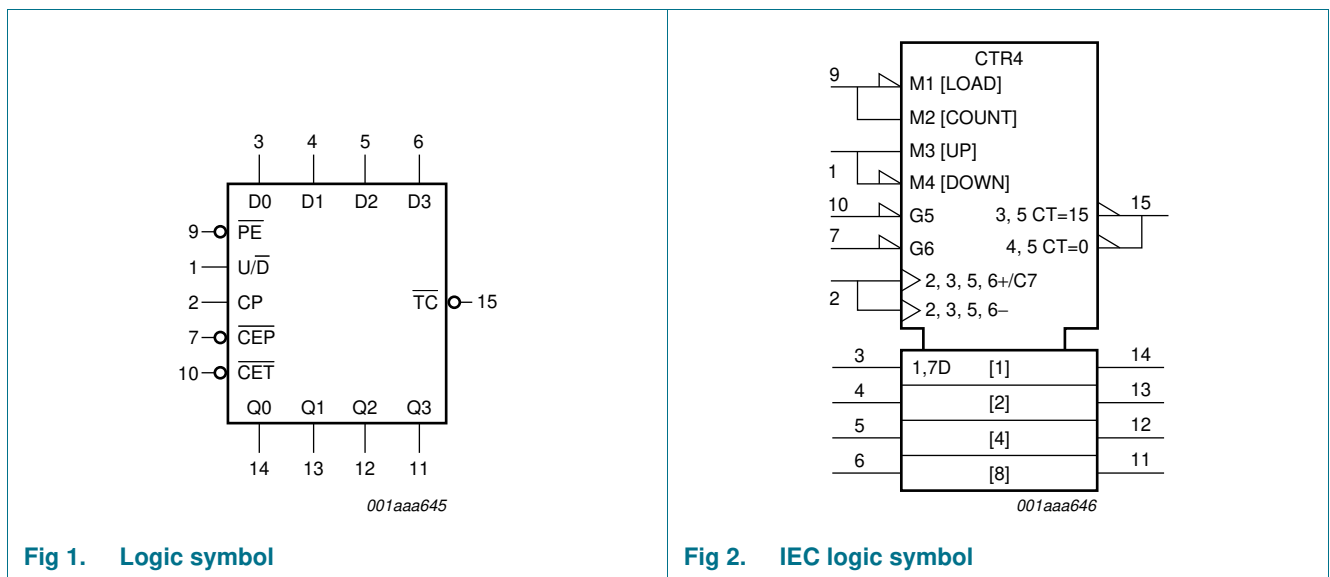 3 4 5 6
D0 D1 D2 D3
9 PE
1 U/D
2 CP
TC 15
7 CEP
10 CET
Q0 Q1 Q2 Q3
14 13 12 11
001aaa645
Fig 1. Logic symbol
CTR4
9 M1 [LOAD]
M2 [COUNT]
M3 [UP]
1 M4 [DOWN]
10 G5 3, 5 CT=15 15
7 G6 4, 5 CT=0
2, 3, 5, 6+/C7
2 2, 3, 5, 6–
3 1,7D [1] 14
4 [2] 13
5 [4] 12
6 [8] 11
001aaa646
Fig 2. IEC logic symbol